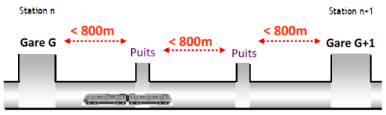 Station n
Station n+1
< 800m
< 800m
Gare G
< 800m
Gare G+1
Puits
Puits